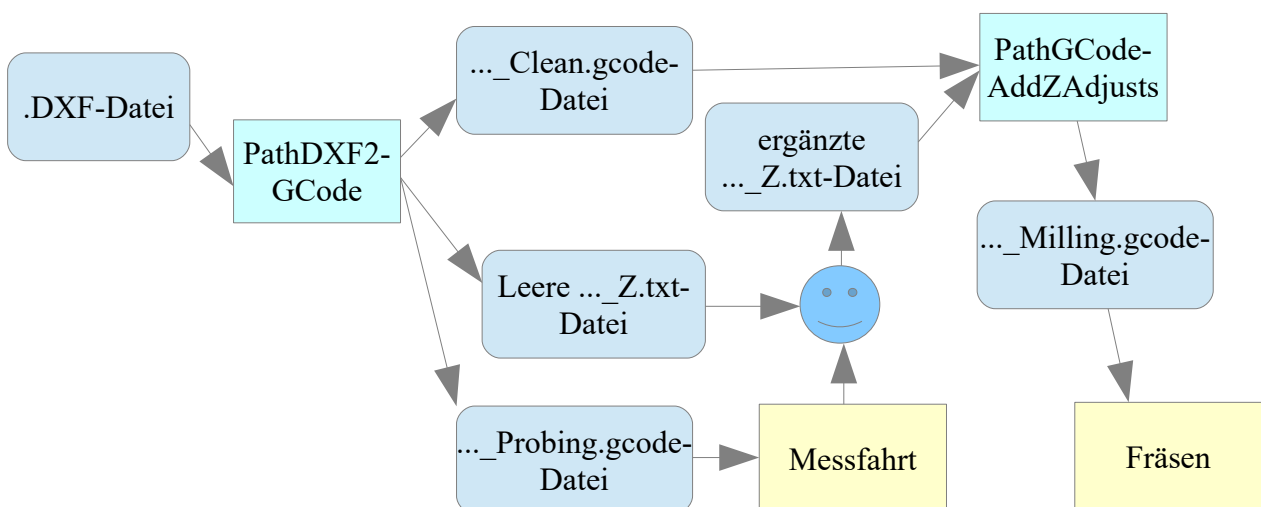 .DXF-Datei
PathDXF2-
GCode
..._Clean.gcode-
Datei
Leere ..._Z.txt-
Datei
..._Probing.gcode-
Datei
ergänzte
..._Z.txt-Datei
Messfahrt
PathGCode-
AddZAdjusts
..._Milling.gcode-
Datei
Fräsen